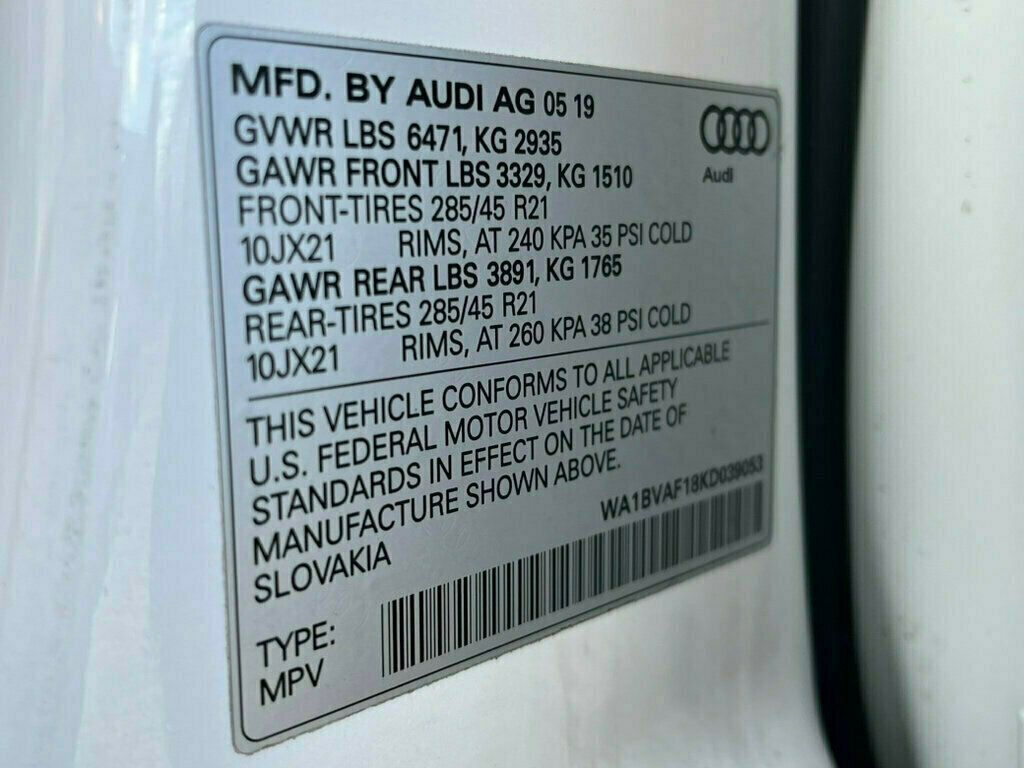 MFD. BY AUDI AG 05 19
GVWR LBS 6471, KG 2935
GAWR FRONT LBS 3329, KG 1510
FRONT-TIRES 285/45 R21
10JX21 RIMS, AT 240 KPA 35 PSI COLD
GAWR REAR LBS 3891, KG 1765
REAR-TIRES 285/45 R21
10JX21 RIMS, AT 260 KPA 38 PSI COLD
Audi
THIS VEHICLE CONFORMS TO ALL APPLICABLE
U.S. FEDERAL MOTOR VEHICLE SAFETY
STANDARDS IN EFFECT ON THE DATE OF
MANUFACTURE SHOWN ABOVE.
SLOVAKIA
WA1BVAF18KD039053
TYPE:
MPV